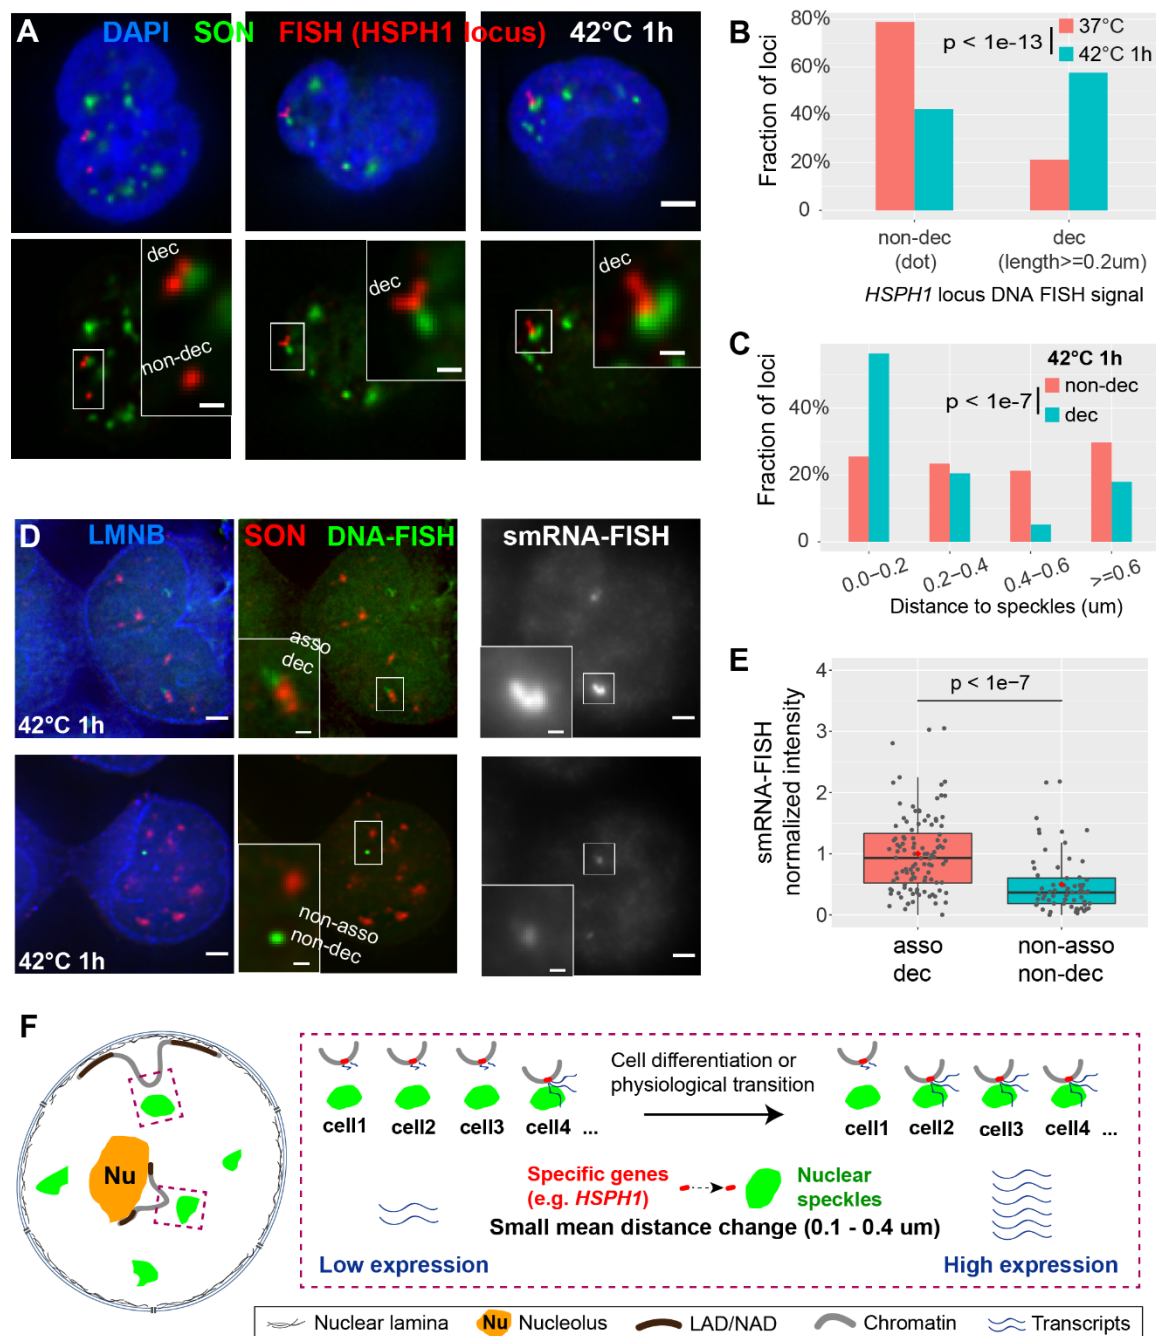 A DAPI SON FISH (HSPH1 locus) 42°C 1h
dec
non-dec
dec
dec
B
80%
60%
40%
20%
0
Fraction of loci
p < 1e-13
37°C
42°C 1h
non-dec
(dot)
dec
(length>=0.2um)
HSPH1 locus DNA FISH signal
C
42°C 1h
non-dec
dec
p < 1e-7
40%
20%
0
Fraction of loci
0.0−0.2
0.2−0.4
0.4−0.6
>=0.6
Distance to speckles (um)
D LMNB SON DNA-FISH smRNA-FISH
asso
dec
42°C 1h
non-asso
non-dec
42°C 1h
E
4
3
2
1
0
smRNA-FISH
normalized intensity
p < 1e−7
asso
dec
non-asso
non-dec
F
Nu
cell1 cell2 cell3 cell4 ...
Cell differentiation or
physiological transition
cell1 cell2 cell3 cell4 ...
Specific genes
(e.g. HSPH1)
Nuclear
speckles
Small mean distance change (0.1 - 0.4 um)
Low expression
High expression
Nuclear lamina Nu Nucleolus LAD/NAD Chromatin Transcripts